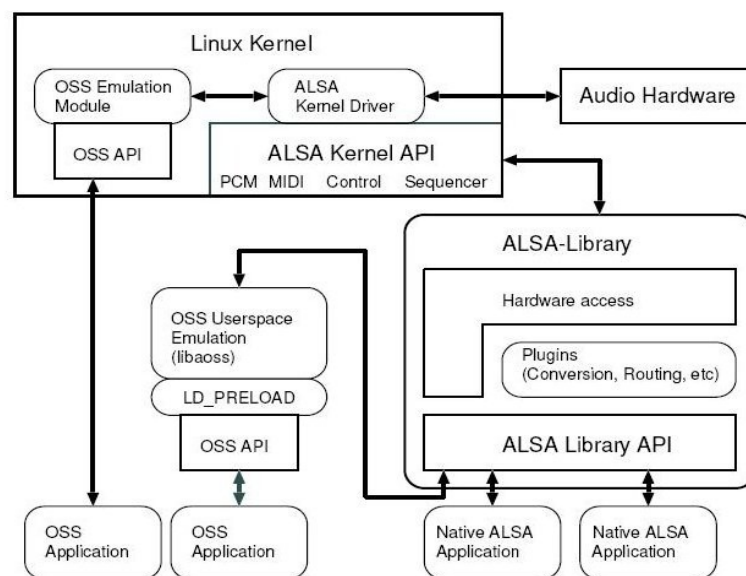 Linux Kernel
OSS Emulation
Module
ALSA
Kernel Driver
Audio Hardware
OSS API
ALSA Kernel API
PCM MIDI Control Sequencer
ALSA-Library
Hardware access
OSS Userspace
Emulation
(libaoss)
Plugins
(Conversion, Routing, etc)
LD_PRELOAD
OSS API
ALSA Library API
OSS
Application
OSS
Application
Native ALSA
Application
Native ALSA
Application